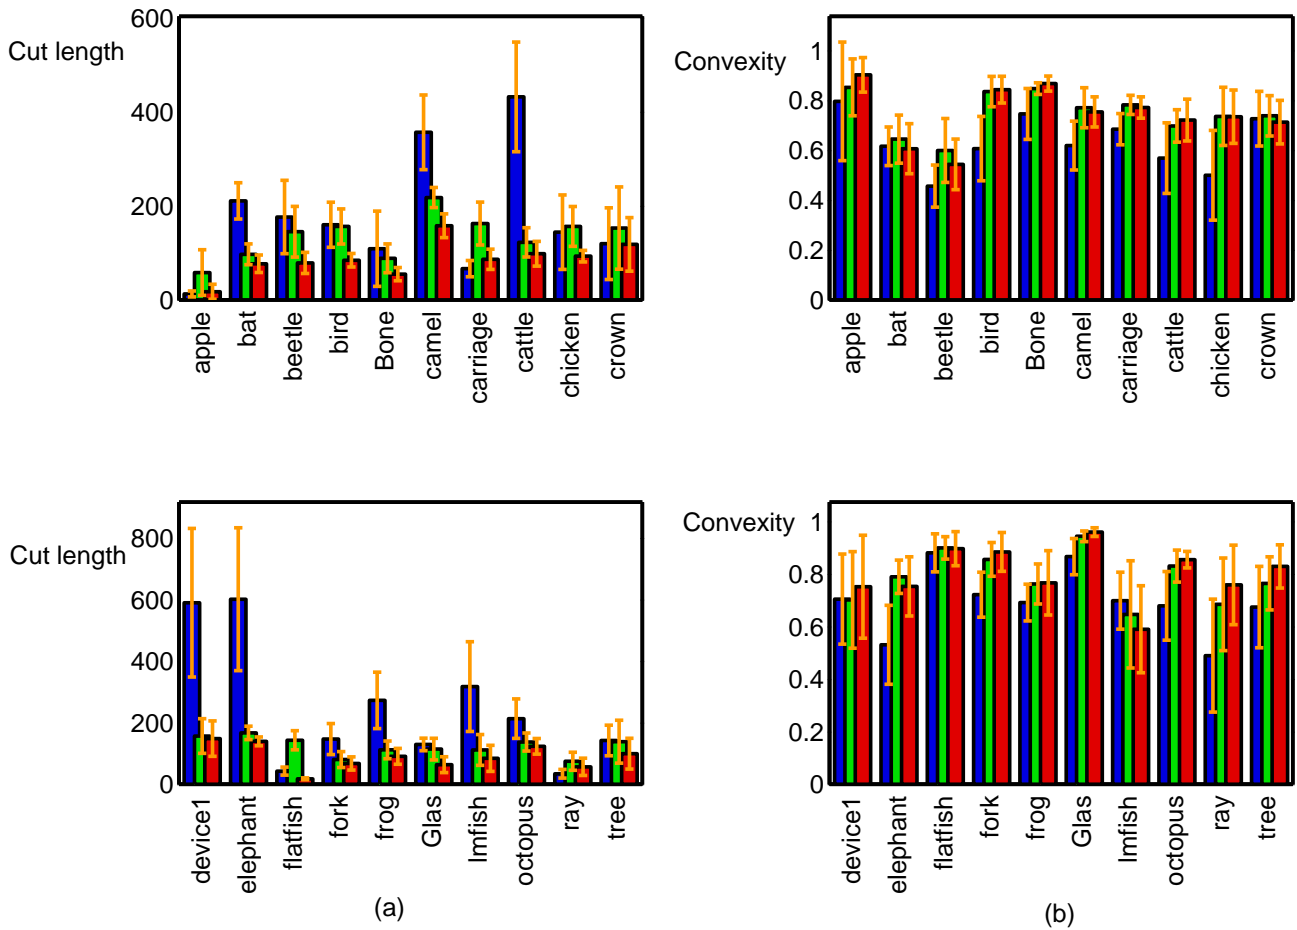 Cut length
600
400
200
0
apple
bat
beetle
bird
Bone
camel
carriage
cattle
chicken
crown
Convexity
1
0.8
0.6
0.4
0.2
0
apple
bat
beetle
bird
Bone
camel
carriage
cattle
chicken
crown
Cut length
800
600
400
200
0
device1
elephant
flatfish
fork
frog
Glas
lmfish
octopus
ray
tree
(a)
Convexity
1
0.8
0.6
0.4
0.2
0
device1
elephant
flatfish
fork
frog
Glas
lmfish
octopus
ray
tree
(b)